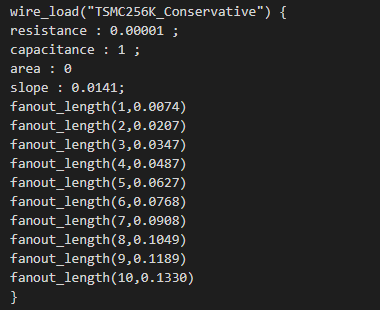 wire_load("TSMC256K_Conservative") {
resistance : 0.00001 ;
capacitance : 1 ;
area : 0
slope : 0.0141;
fanout_length(1,0.0074)
fanout_length(2,0.0207)
fanout_length(3,0.0347)
fanout_length(4,0.0487)
fanout_length(5,0.0627)
fanout_length(6,0.0768)
fanout_length(7,0.0908)
fanout_length(8,0.1049)
fanout_length(9,0.1189)
fanout_length(10,0.1330)
}